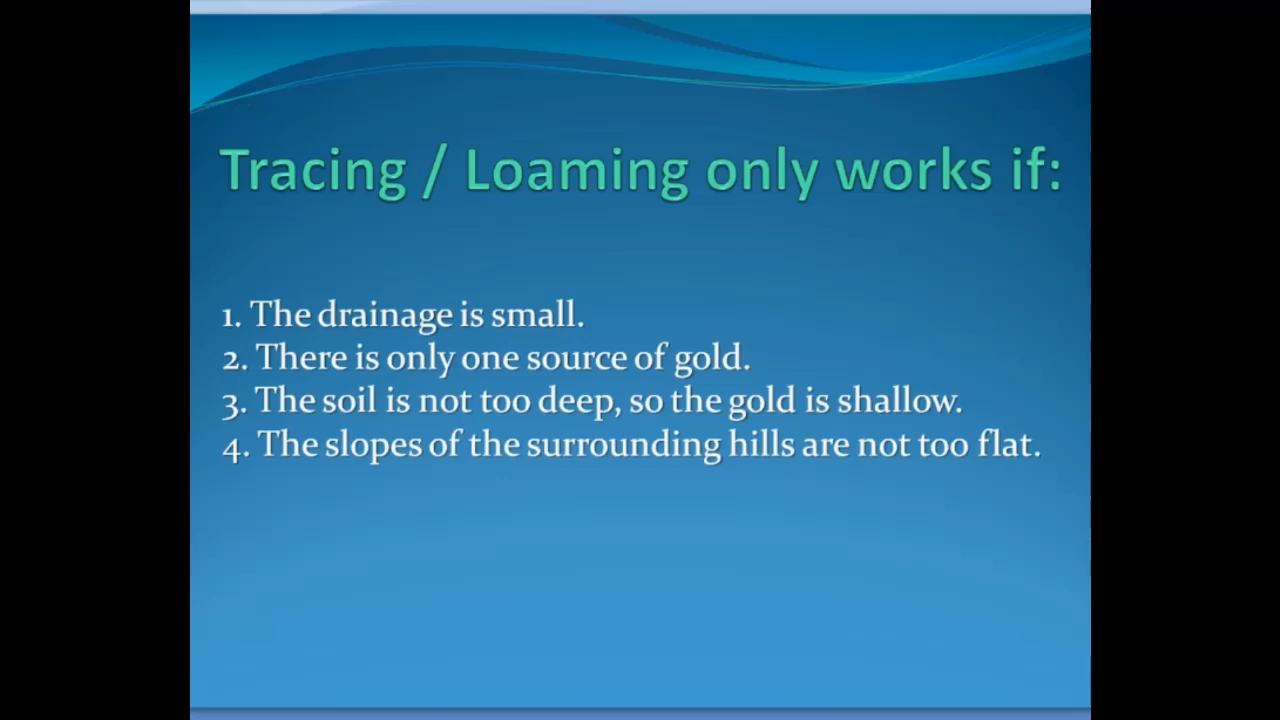 Tracing / Loaming only works if:
1. The drainage is small.
2. There is only one source of gold.
3. The soil is not too deep, so the gold is shallow.
4. The slopes of the surrounding hills are not too flat.